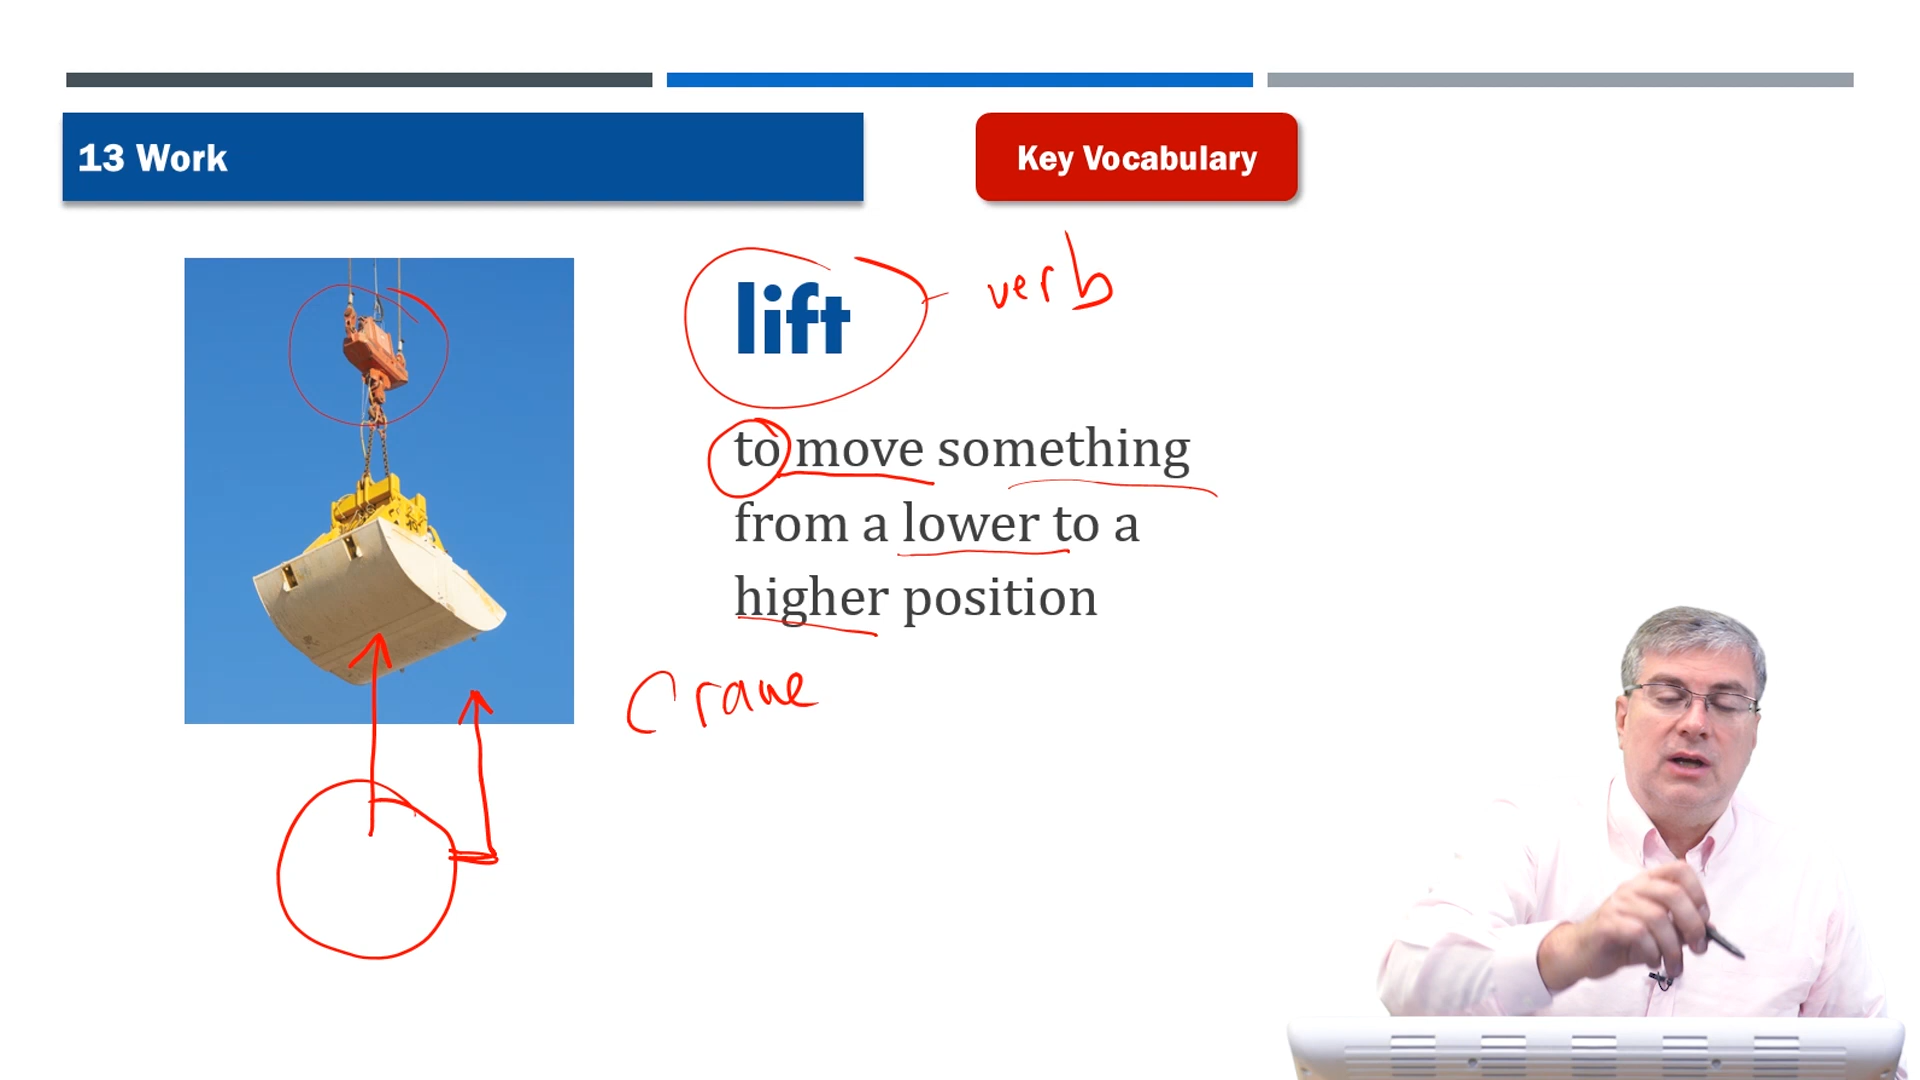 13 Work
Key Vocabulary
lift
verb
to move something
from a lower to a
higher position
Crane